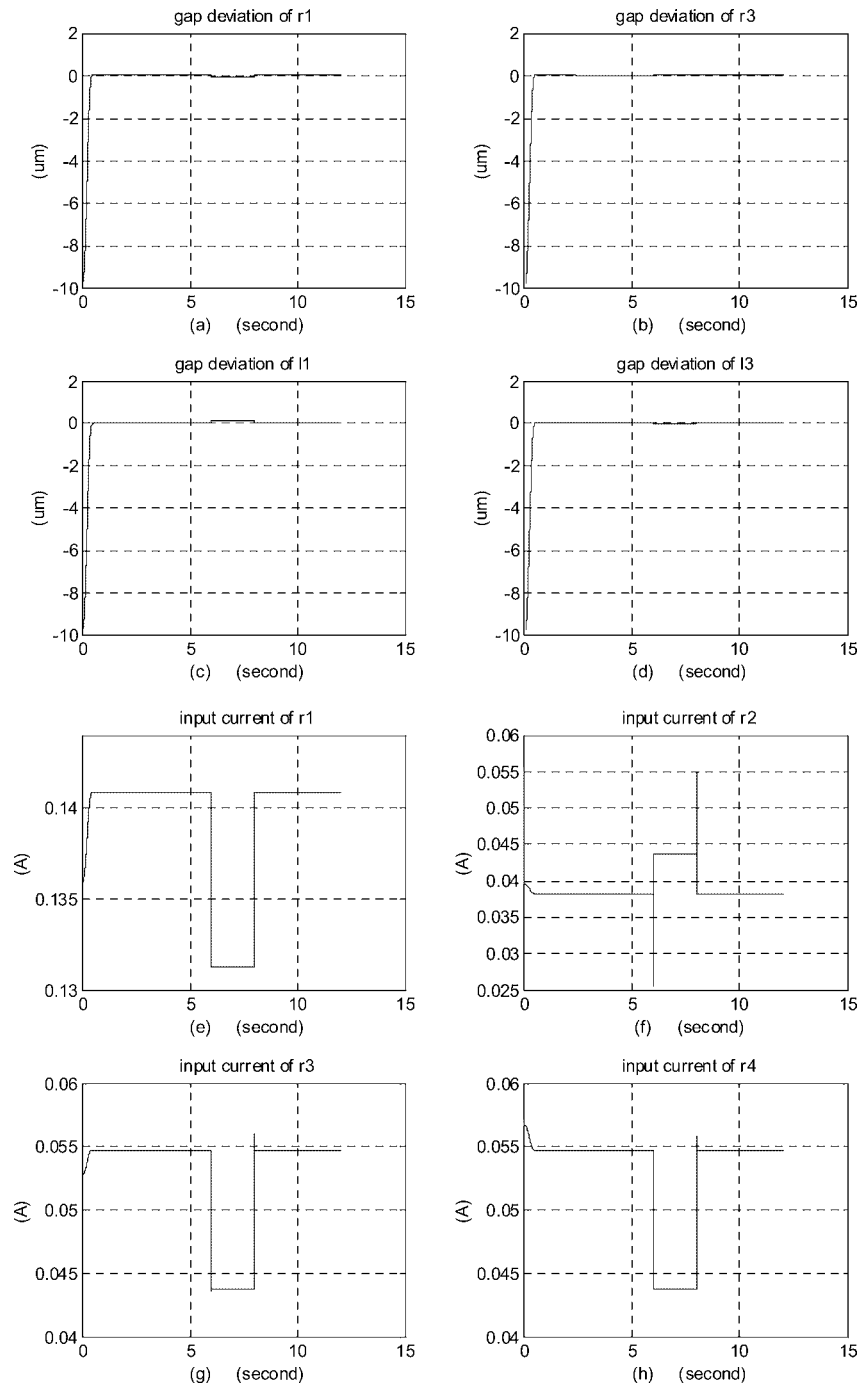 gap deviation of r1
2
0
-2
-4
-6
-8
-10
(um)
0 5 10 15
(a) (second)
gap deviation of r3
2
0
-2
-4
-6
-8
-10
(um)
0 5 10 15
(b) (second)
gap deviation of l1
2
0
-2
-4
-6
-8
-10
(um)
0 5 10 15
(c) (second)
gap deviation of l3
2
0
-2
-4
-6
-8
-10
(um)
0 5 10 15
(d) (second)
input current of r1
0.14
0.135
0.13
(A)
0 5 10 15
(e) (second)
input current of r2
0.06
0.055
0.05
0.045
0.04
0.035
0.03
0.025
(A)
0 5 10 15
(f) (second)
input current of r3
0.06
0.055
0.05
0.045
0.04
(A)
0 5 10 15
(g) (second)
input current of r4
0.06
0.055
0.05
0.045
0.04
(A)
0 5 10 15
(h) (second)